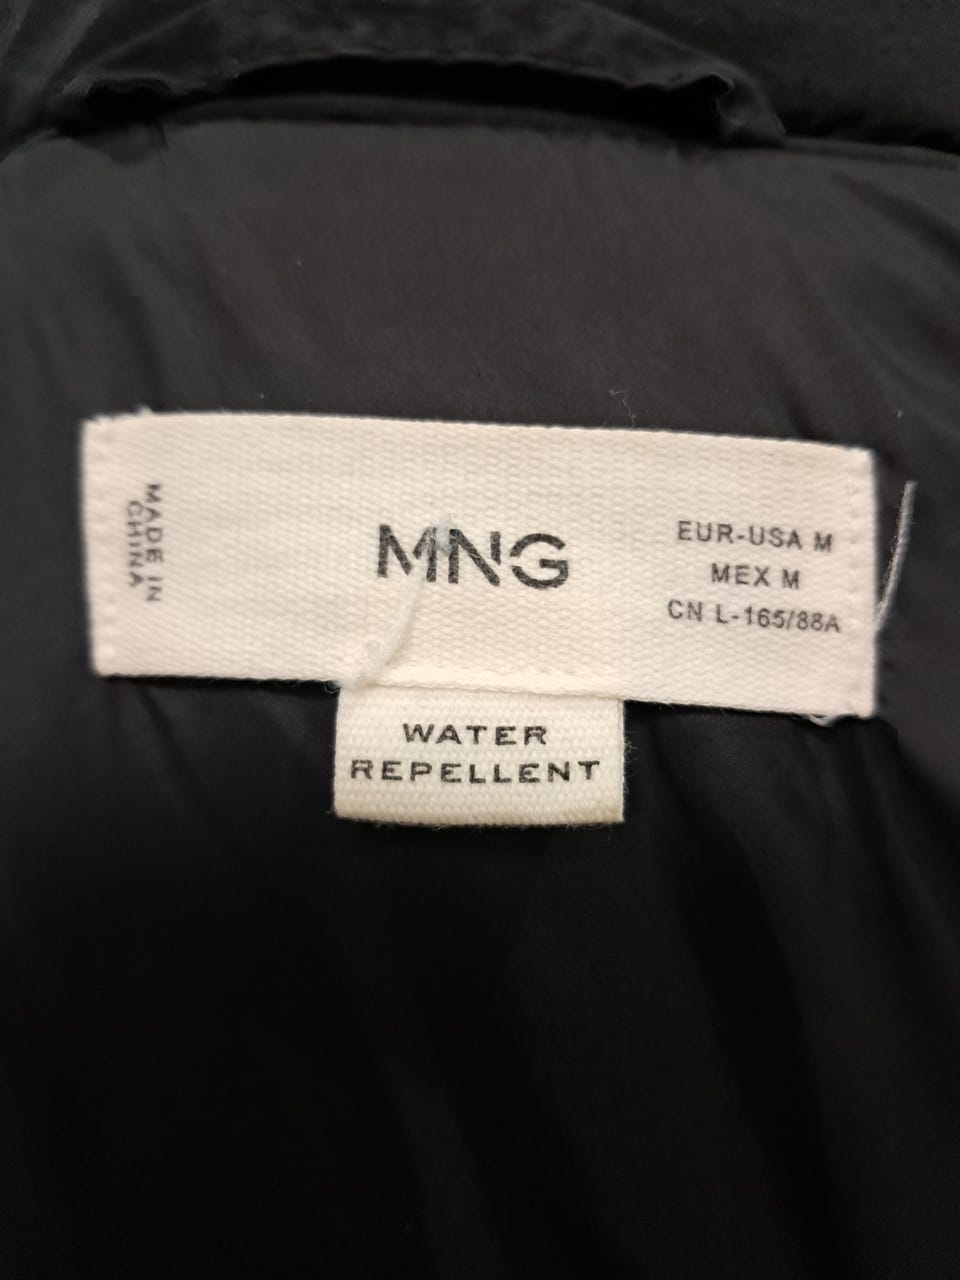 MADE IN
CHINA
MNG
EUR-USA M
MEX M
CN L-165/88A
WATER
REPELLENT